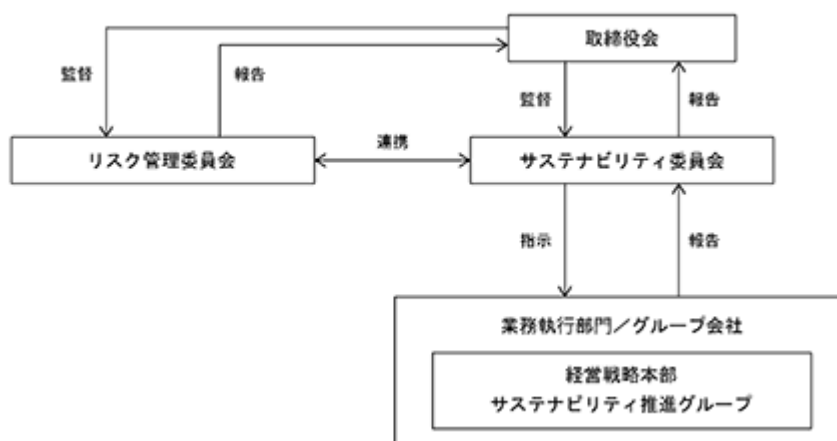 取締役会
監督
報告
監督
報告
リスク管理委員会
連携
サステナビリティ委員会
指示
報告
業務執行部門／グループ会社
経営戦略本部
サステナビリティ推進グループ